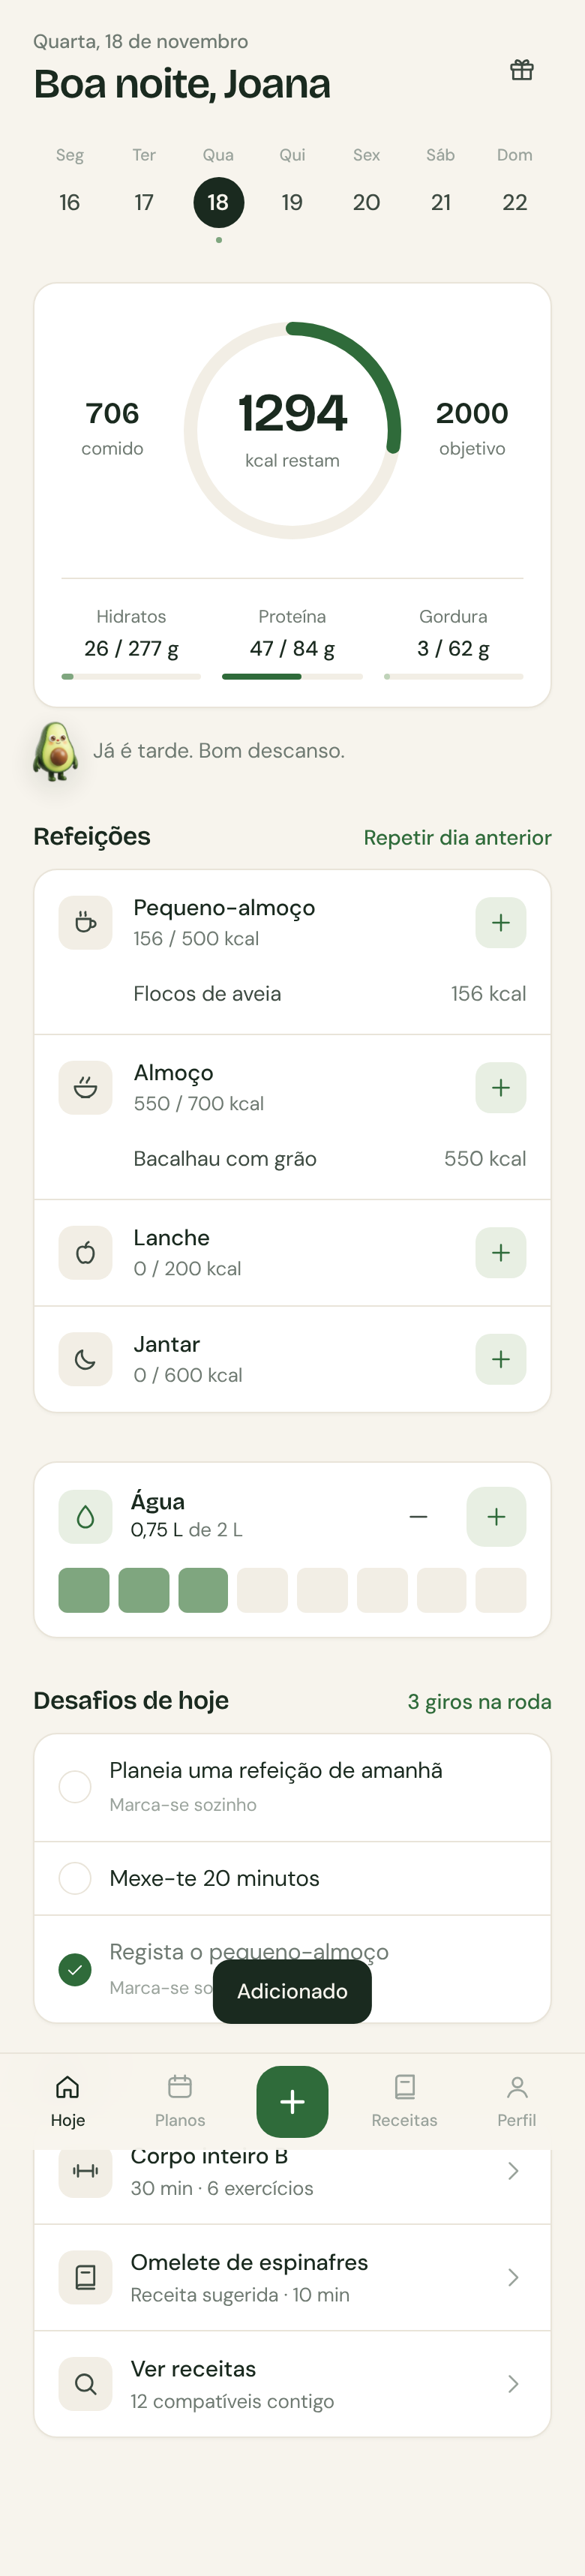 Quarta, 18 de novembro
Boa noite, Joana
Seg Ter Qua Qui Sex Sáb Dom
16 17 18 19 20 21 22
706
comido
1294
kcal restam
2000
objetivo
Hidratos Proteína Gordura
26 / 277 g 47 / 84 g 3 / 62 g
Já é tarde. Bom descanso.
Refeições Repetir dia anterior
Pequeno-almoço
156 / 500 kcal
Flocos de aveia 156 kcal
Almoço
550 / 700 kcal
Bacalhau com grão 550 kcal
Lanche
0 / 200 kcal
Jantar
0 / 600 kcal
Água
0,75 L de 2 L
Desafios de hoje 3 giros na roda
Planeia uma refeição de amanhã
Marca-se sozinho
Mexe-te 20 minutos
Regista o pequeno-almoço
Marca-se so
Adicionado
Hoje Planos Receitas Perfil
Corpo inteiro B
30 min · 6 exercícios
Omelete de espinafres
Receita sugerida · 10 min
Ver receitas
12 compatíveis contigo